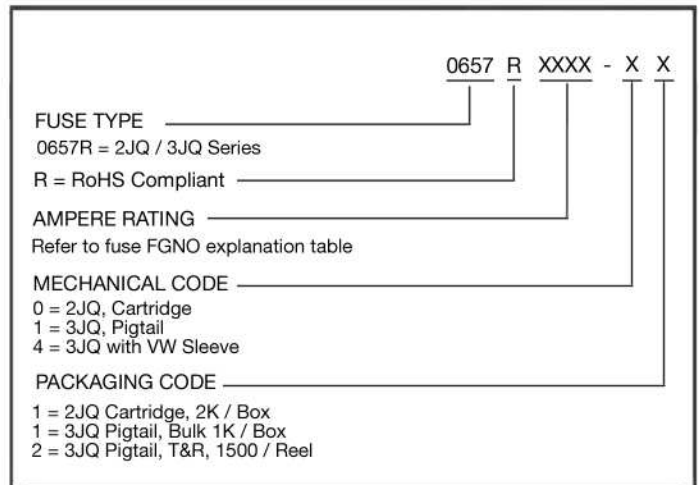 0657 R XXXX - X X
FUSE TYPE
0657R = 2JQ / 3JQ Series
R = RoHS Compliant
AMPERE RATING
Refer to fuse FGNO explanation table
MECHANICAL CODE
0 = 2JQ, Cartridge
1 = 3JQ, Pigtail
4 = 3JQ with VW Sleeve
PACKAGING CODE
1 = 2JQ Cartridge, 2K / Box
1 = 3JQ Pigtail, Bulk 1K / Box
2 = 3JQ Pigtail, T&R, 1500 / Reel